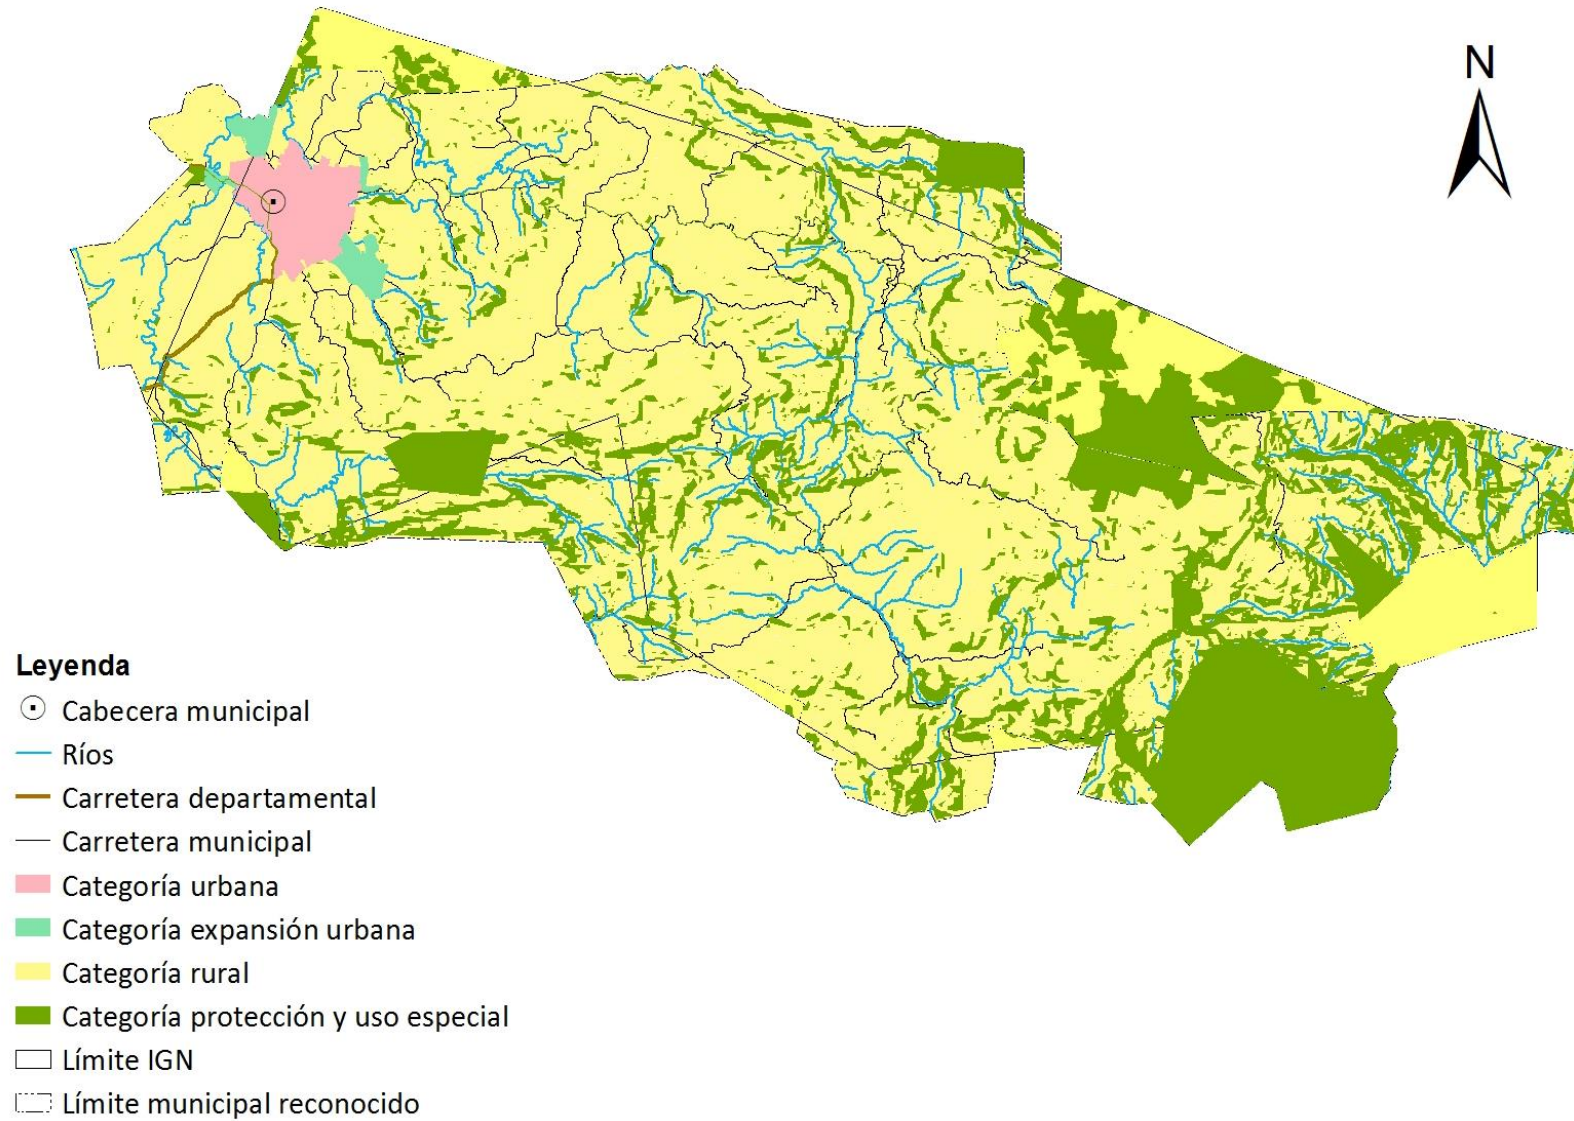 N
Leyenda
Cabecera municipal
Ríos
Carretera departamental
Carretera municipal
Categoría urbana
Categoría expansión urbana
Categoría rural
Categoría protección y uso especial
Límite IGN
Límite municipal reconocido